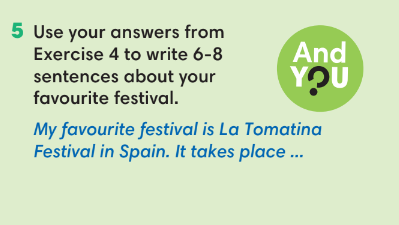 5 Use your answers from
Exercise 4 to write 6-8
sentences about your
favourite festival.
And
YOU
?
My favourite festival is La Tomatina
Festival in Spain. It takes place ...